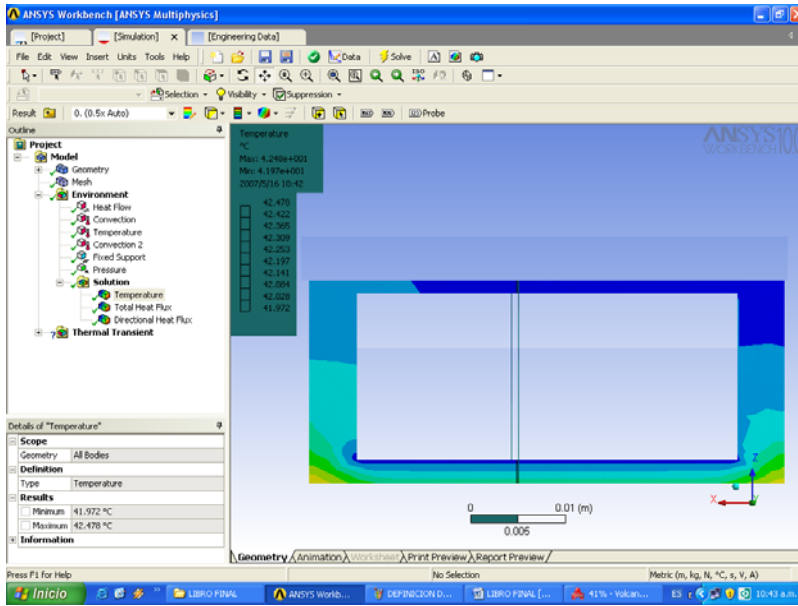 ANSYS Workbench [ANSYS Multiphysics]
[Project] [Simulation] [Engineering Data]
File Edit View Insert Units Tools Help Data Solve
Selection Visibility Suppression
Result 0. (0.5x Auto) Probe
Outline
Project
Model
Geometry
Mesh
Environment
Heat Flow
Convection
Temperature
Convection 2
Fixed Support
Pressure
Solution
Temperature
Total Heat Flux
Directional Heat Flux
Thermal Transient
Temperature
°C
Max: 4.248e+001
Min: 4.197e+001
2007/5/16 10:42
42.478
42.422
42.365
42.309
42.253
42.197
42.141
42.084
42.028
41.972
ANSYS 10.0
WORKBENCH
Z
X
0 0.01 (m)
0.005
Details of "Temperature"
Scope
Geometry All Bodies
Definition
Type Temperature
Results
Minimum 41.972 °C
Maximum 42.478 °C
Information
Geometry Animation Worksheet Print Preview Report Preview
Press F1 for Help No Selection Metric (m, kg, N, °C, s, V, A)
Inicio LIBRO FINAL ANSYS Workb... DEFINICION D... LIBRO FINAL [... 41% - Volcan... ES 10:43 a.m.